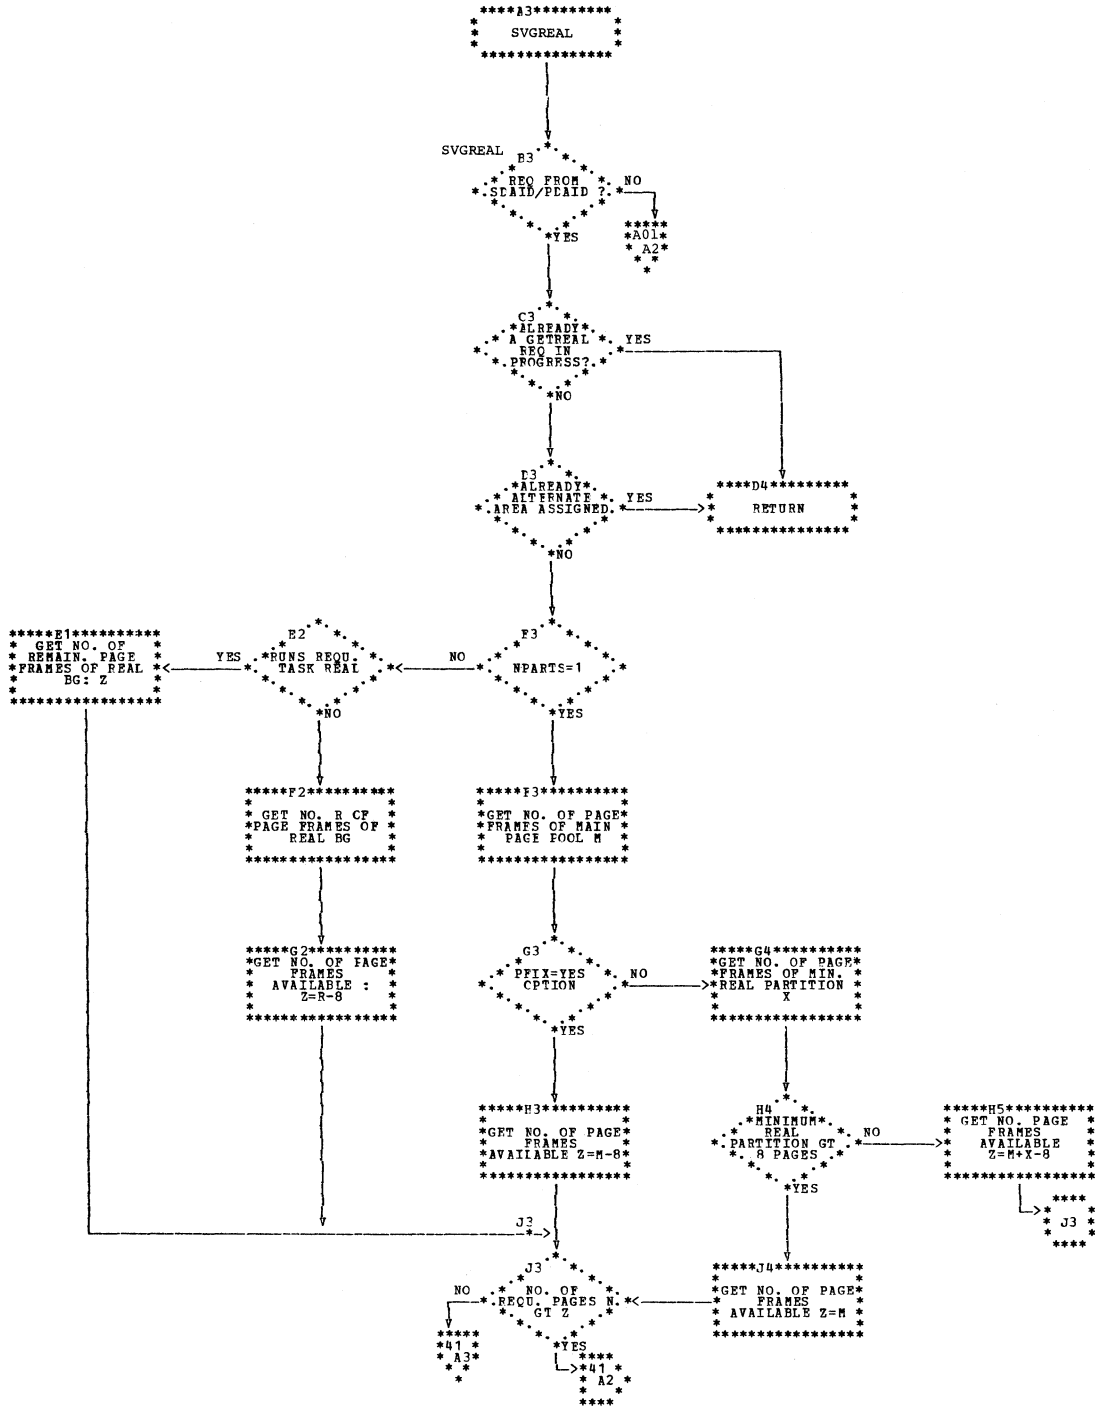 A3
SVGREAL
SVGREAL
B3
REQ FROM
SDAID/PDAID ?
NO
YES
A01
A2
C3
ALREADY
A GETREAL
REQ IN
PROGRESS?
YES
NO
D3
ALREADY
ALTERNATE
AREA ASSIGNED
YES
NO
D4
RETURN
E1
GET NO. OF
REMAIN. PAGE
FRAMES OF REAL
BG: Z
YES
E2
RUNS REQU.
TASK REAL
NO
NO
E3
NPARTS=1
YES
F2
GET NO. R OF
PAGE FRAMES OF
REAL BG
F3
GET NO. OF PAGE
FRAMES OF MAIN
PAGE POOL M
G2
GET NO. OF PAGE
FRAMES
AVAILABLE :
Z=R-8
G3
PFIX=YES
OPTION
NO
YES
G4
GET NO. OF PAGE
FRAMES OF MIN.
REAL PARTITION
X
H3
GET NO. OF PAGE
FRAMES
AVAILABLE Z=M-8
H4
MINIMUM
REAL
PARTITION GT
8 PAGES
NO
YES
H5
GET NO. PAGE
FRAMES
AVAILABLE
Z=M+X-8
J3
J3
J3
NO. OF
REQU. PAGES N.
GT Z
NO
YES
J4
GET NO. OF PAGE
FRAMES
AVAILABLE Z=M
41
A3
41
A2